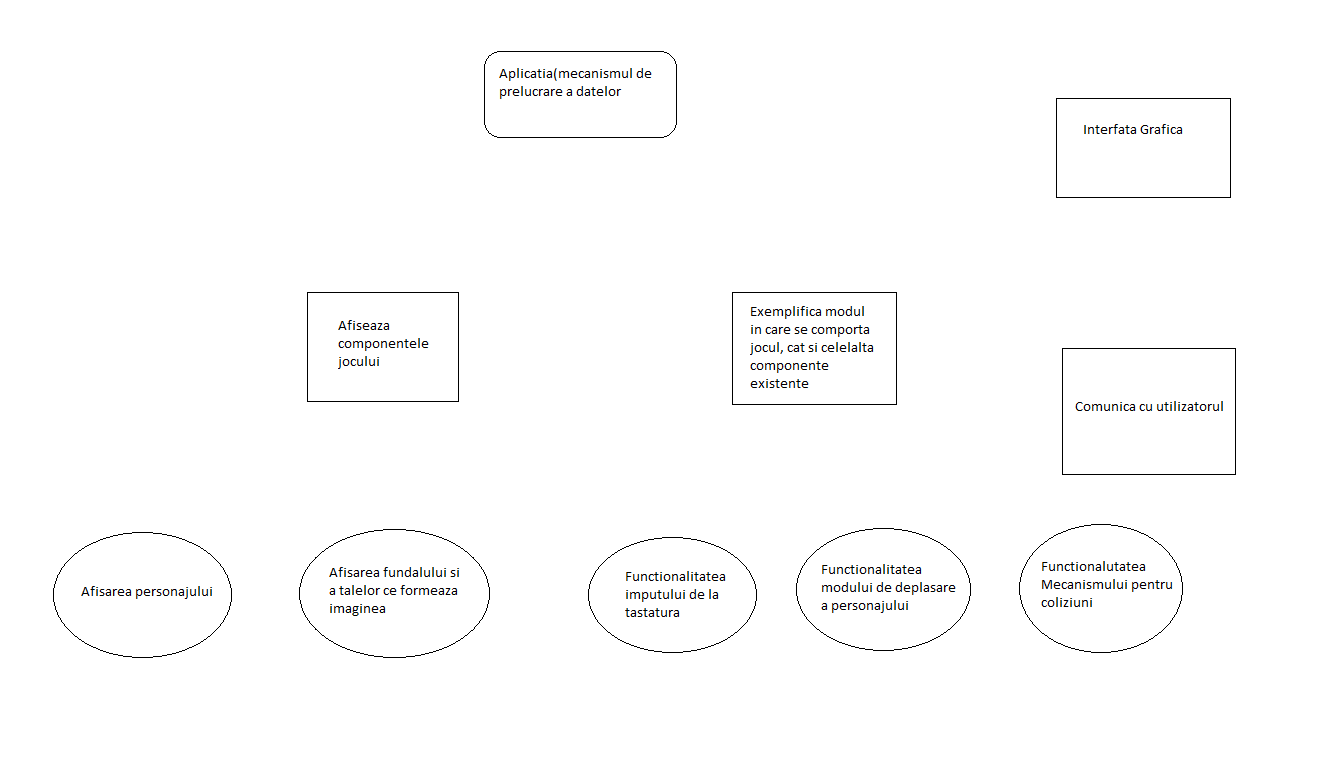 Aplicatia(mecanismul de
prelucrare a datelor
Interfata Grafica
Afiseaza
componentele
jocului
Exemplifica modul
in care se comporta
jocul, cat si celelalta
componente
existente
Comunica cu utilizatorul
Afisarea personajului
Afisarea fundalului si
a talelor ce formeaza
imaginea
Functionalitatea
imputului de la
tastatura
Functionalitatea
modului de deplasare
a personajului
Functionalutatea
Mecanismului pentru
coliziuni